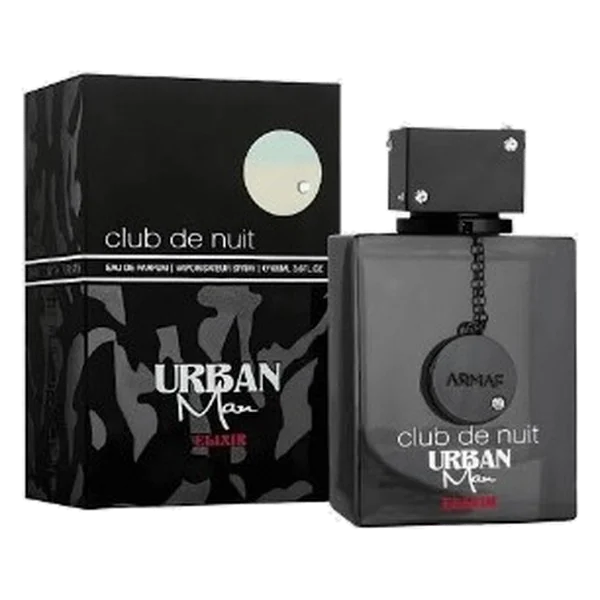 club de nuit
EAU DE PARFUM
URBAN
Man
ELIXIR
ARMAF
club de nuit
URBAN
Man
ELIXIR